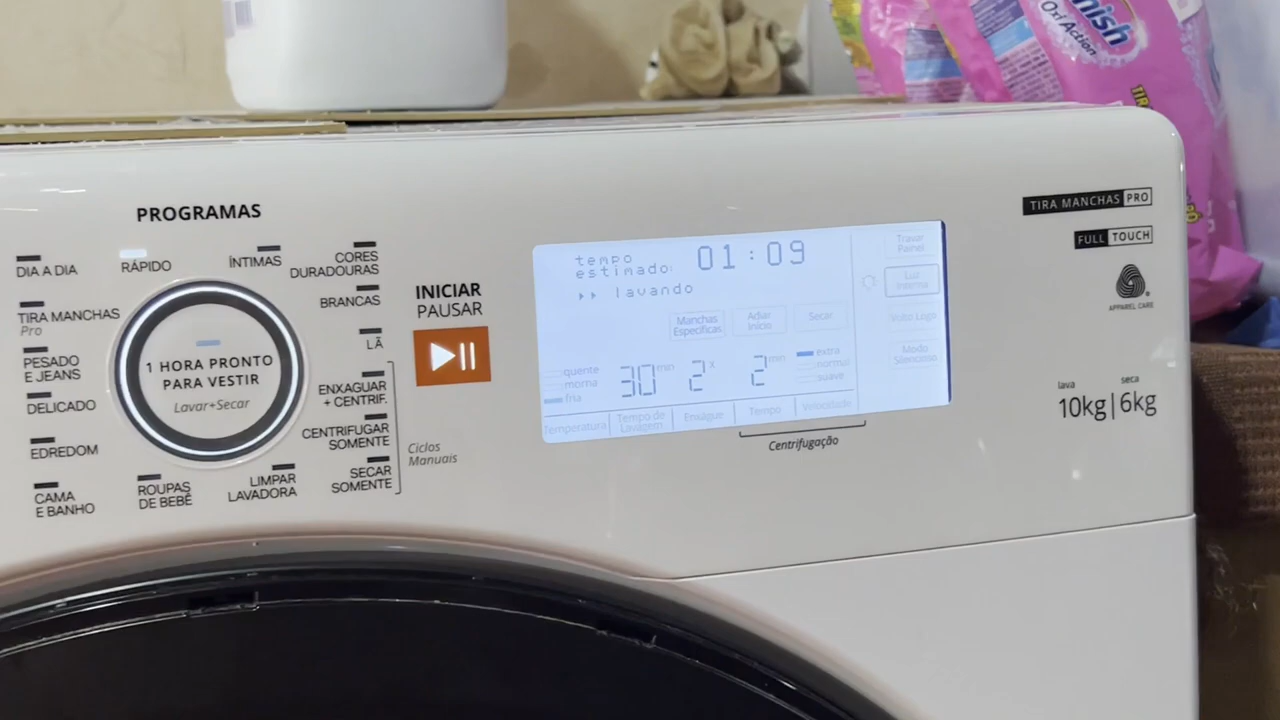 nish
Oxi Action
TIRA MANCHAS PRO
FULL TOUCH
APPAREL CARE
lava
10kg
seca
6kg
PROGRAMAS
DIA A DIA
TIRA MANCHAS
Pro
PESADO
E JEANS
DELICADO
EDREDOM
CAMA
E BANHO
RÁPIDO
ÍNTIMAS
CORES
DURADOURAS
BRANCAS
LÃ
ENXAGUAR
+ CENTRIF.
CENTRIFUGAR
SOMENTE
SECAR
SOMENTE
ROUPAS
DE BEBÊ
LIMPAR
LAVADORA
1 HORA PRONTO
PARA VESTIR
Lavar+Secar
Ciclos
Manuais
INICIAR
PAUSAR
tempo
estimado:
01:09
lavando
Manchas
Específicas
Adiar
Início
Secar
Travar
Painel
Luz
Interna
Volto Logo
Modo
Silencioso
quente
morna
fria
30 min
2 x
2 min
extra
normal
suave
Temperatura
Tempo de
Lavagem
Enxágue
Tempo
Velocidade
Centrifugação